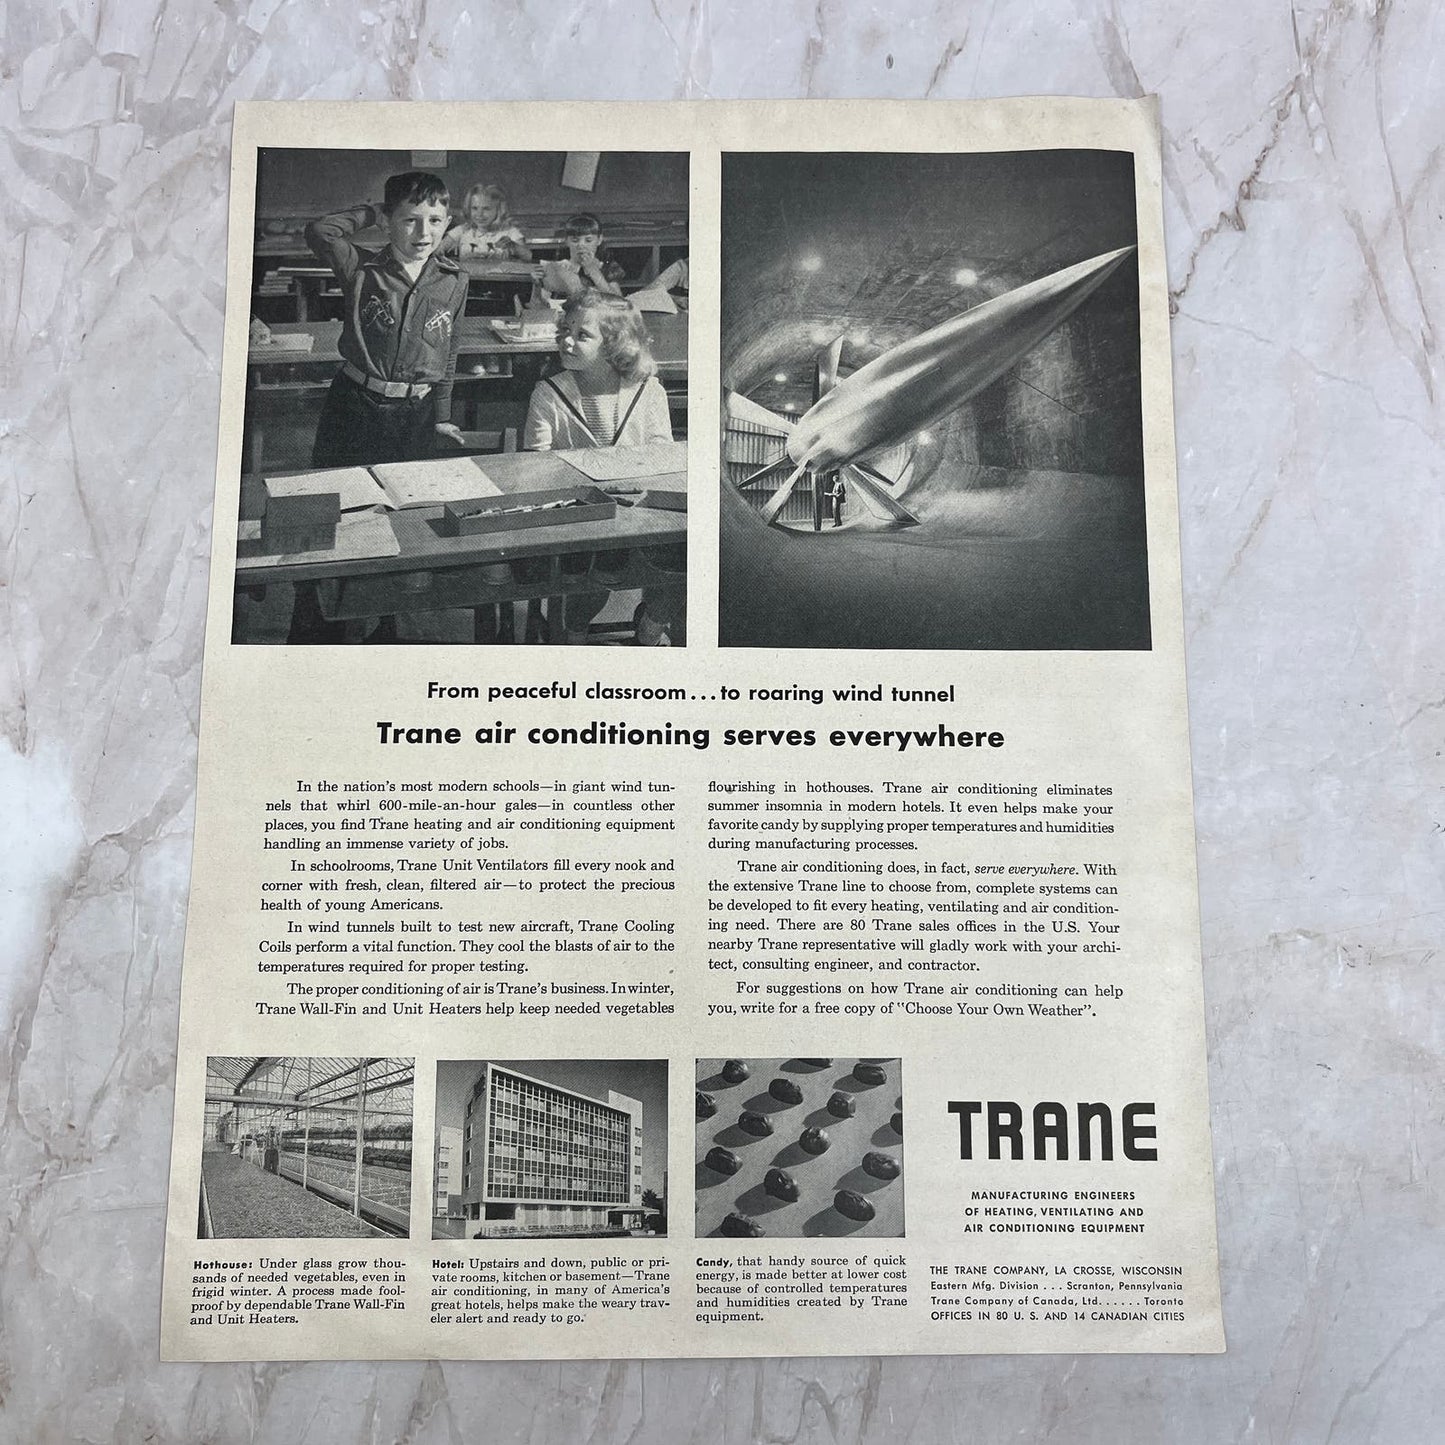 From peaceful classroom...to roaring wind tunnel
Trane air conditioning serves everywhere
In the nation's most modern schools—in giant wind tun-
nels that whirl 600-mile-an-hour gales—in countless other
places, you find Trane heating and air conditioning equipment
handling an immense variety of jobs.
In schoolrooms, Trane Unit Ventilators fill every nook and
corner with fresh, clean, filtered air—to protect the precious
health of young Americans.
In wind tunnels built to test new aircraft, Trane Cooling
Coils perform a vital function. They cool the blasts of air to the
temperatures required for proper testing.
The proper conditioning of air is Trane's business. In winter,
Trane Wall-Fin and Unit Heaters help keep needed vegetables
flourishing in hothouses. Trane air conditioning eliminates
summer insomnia in modern hotels. It even helps make your
favorite candy by supplying proper temperatures and humidities
during manufacturing processes.
Trane air conditioning does, in fact, serve everywhere. With
the extensive Trane line to choose from, complete systems can
be developed to fit every heating, ventilating and air condition-
ing need. There are 80 Trane sales offices in the U.S. Your
nearby Trane representative will gladly work with your archi-
tect, consulting engineer, and contractor.
For suggestions on how Trane air conditioning can help
you, write for a free copy of "Choose Your Own Weather".
Hothouse: Under glass grow thou-
sands of needed vegetables, even in
frigid winter. A process made fool-
proof by dependable Trane Wall-Fin
and Unit Heaters.
Hotel: Upstairs and down, public or pri-
vate rooms, kitchen or basement—Trane
air conditioning, in many of America's
great hotels, helps make the weary trav-
eler alert and ready to go.
Candy, that handy source of quick
energy, is made better at lower cost
because of controlled temperatures
and humidities created by Trane
equipment.
TRANE
MANUFACTURING ENGINEERS
OF HEATING, VENTILATING AND
AIR CONDITIONING EQUIPMENT
THE TRANE COMPANY, LA CROSSE, WISCONSIN
Eastern Mfg. Division . . . Scranton, Pennsylvania
Trane Company of Canada, Ltd. . . . . . Toronto
OFFICES IN 80 U. S. AND 14 CANADIAN CITIES